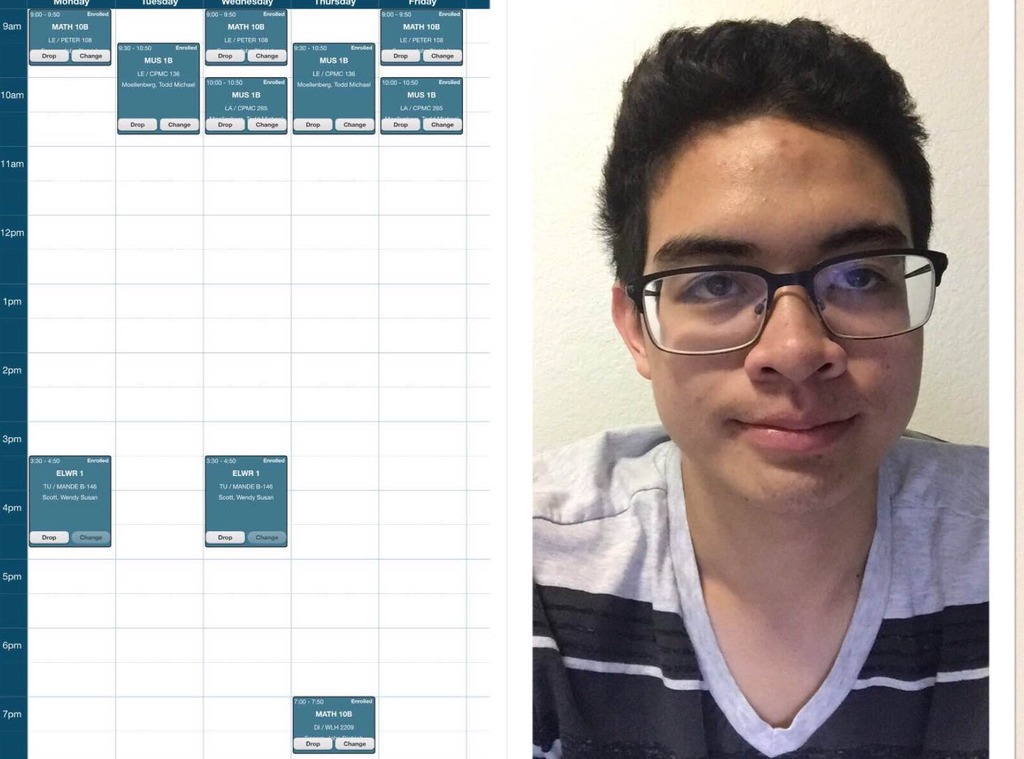 Monday Tuesday Wednesday Thursday Friday
9am
10am
11am
12pm
1pm
2pm
3pm
4pm
5pm
6pm
7pm
9:00 - 9:50 Enrolled
MATH 10B
LE / PETER 108
Drop Change
3:30 - 4:50 Enrolled
ELWR 1
TU / MANDE B-146
Scott, Wendy Susan
Drop Change
9:30 - 10:50 Enrolled
MUS 1B
LE / CPMC 136
Moellenberg, Todd Michael
Drop Change
9:00 - 9:50 Enrolled
MATH 10B
LE / PETER 108
Drop Change
10:00 - 10:50 Enrolled
MUS 1B
LA / CPMC 265
Drop Change
3:30 - 4:50 Enrolled
ELWR 1
TU / MANDE B-146
Scott, Wendy Susan
Drop Change
9:30 - 10:50 Enrolled
MUS 1B
LE / CPMC 136
Moellenberg, Todd Michael
Drop Change
7:00 - 7:50 Enrolled
MATH 10B
DI / WLH 2209
Drop Change
9:00 - 9:50 Enrolled
MATH 10B
LE / PETER 108
Drop Change
10:00 - 10:50 Enrolled
MUS 1B
LA / CPMC 265
Drop Change